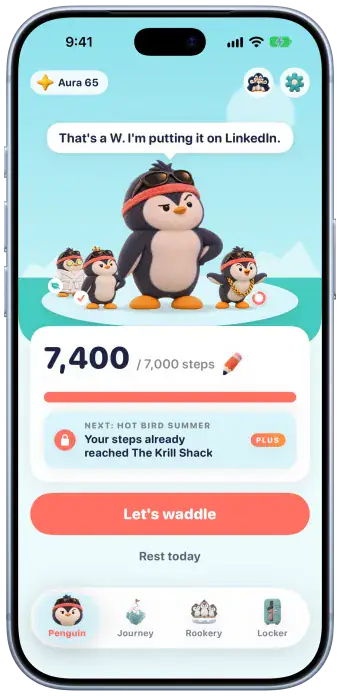 9:41
Aura 65
That's a W. I'm putting it on LinkedIn.
7,400 / 7,000 steps
NEXT: HOT BIRD SUMMER
Your steps already
reached The Krill Shack
PLUS
Let's waddle
Rest today
Penguin
Journey
Rookery
Locker